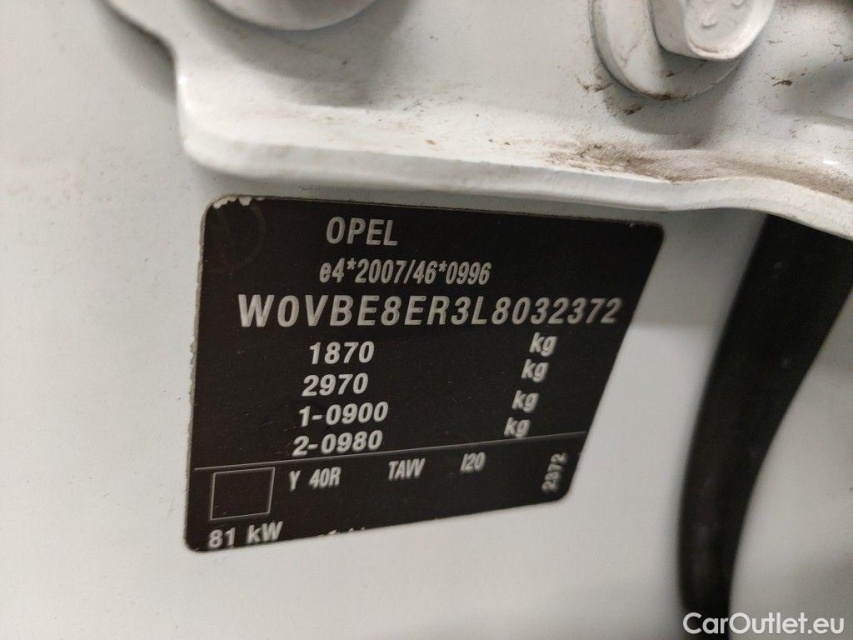 OPEL
e4*2007/46*0996
W0VBE8ER3L8032372
1870 kg
2970 kg
1-0900 kg
2-0980 kg
Y 40R TAVV I20
2372
81 kW
CarOutlet.eu